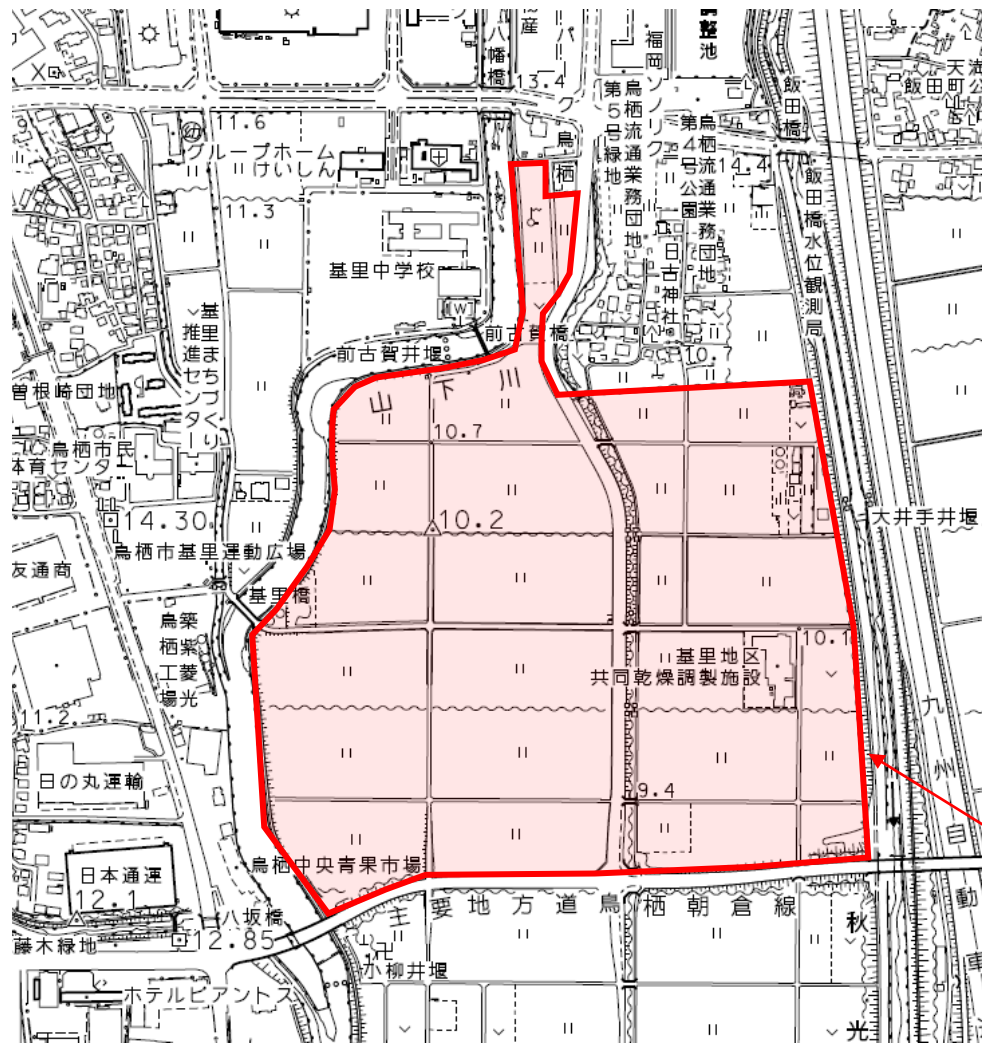 調整池
八幡橋
13.4
福岡ソノリク
飯田橋
飯田町
11.6
グループホーム
けいしん
11.3
鳥栖流通業務団地
第5号緑地
鳥栖流通業務団地
第4号公園
14.4
飯田橋水位観測局
日吉神社
基里中学校
W
前古賀橋
前古賀井堰
10.7
基里まちづくり
推進センター
曽根崎団地
鳥栖市民
体育センター
山下川
10.7
14.30
10.2
大井手井堰
鳥栖市基里運動広場
友通商
基里橋
鳥栖工場
築紫菱光
10.1
基里地区
共同乾燥調製施設
11.2
日の丸運輸
9.4
九州自動車
鳥栖中央青果市場
日本通運
12.1
八坂橋
主要地方道鳥栖朝倉線
12.85
藤木緑地
小柳井堰
ホテルビアントス
秋光